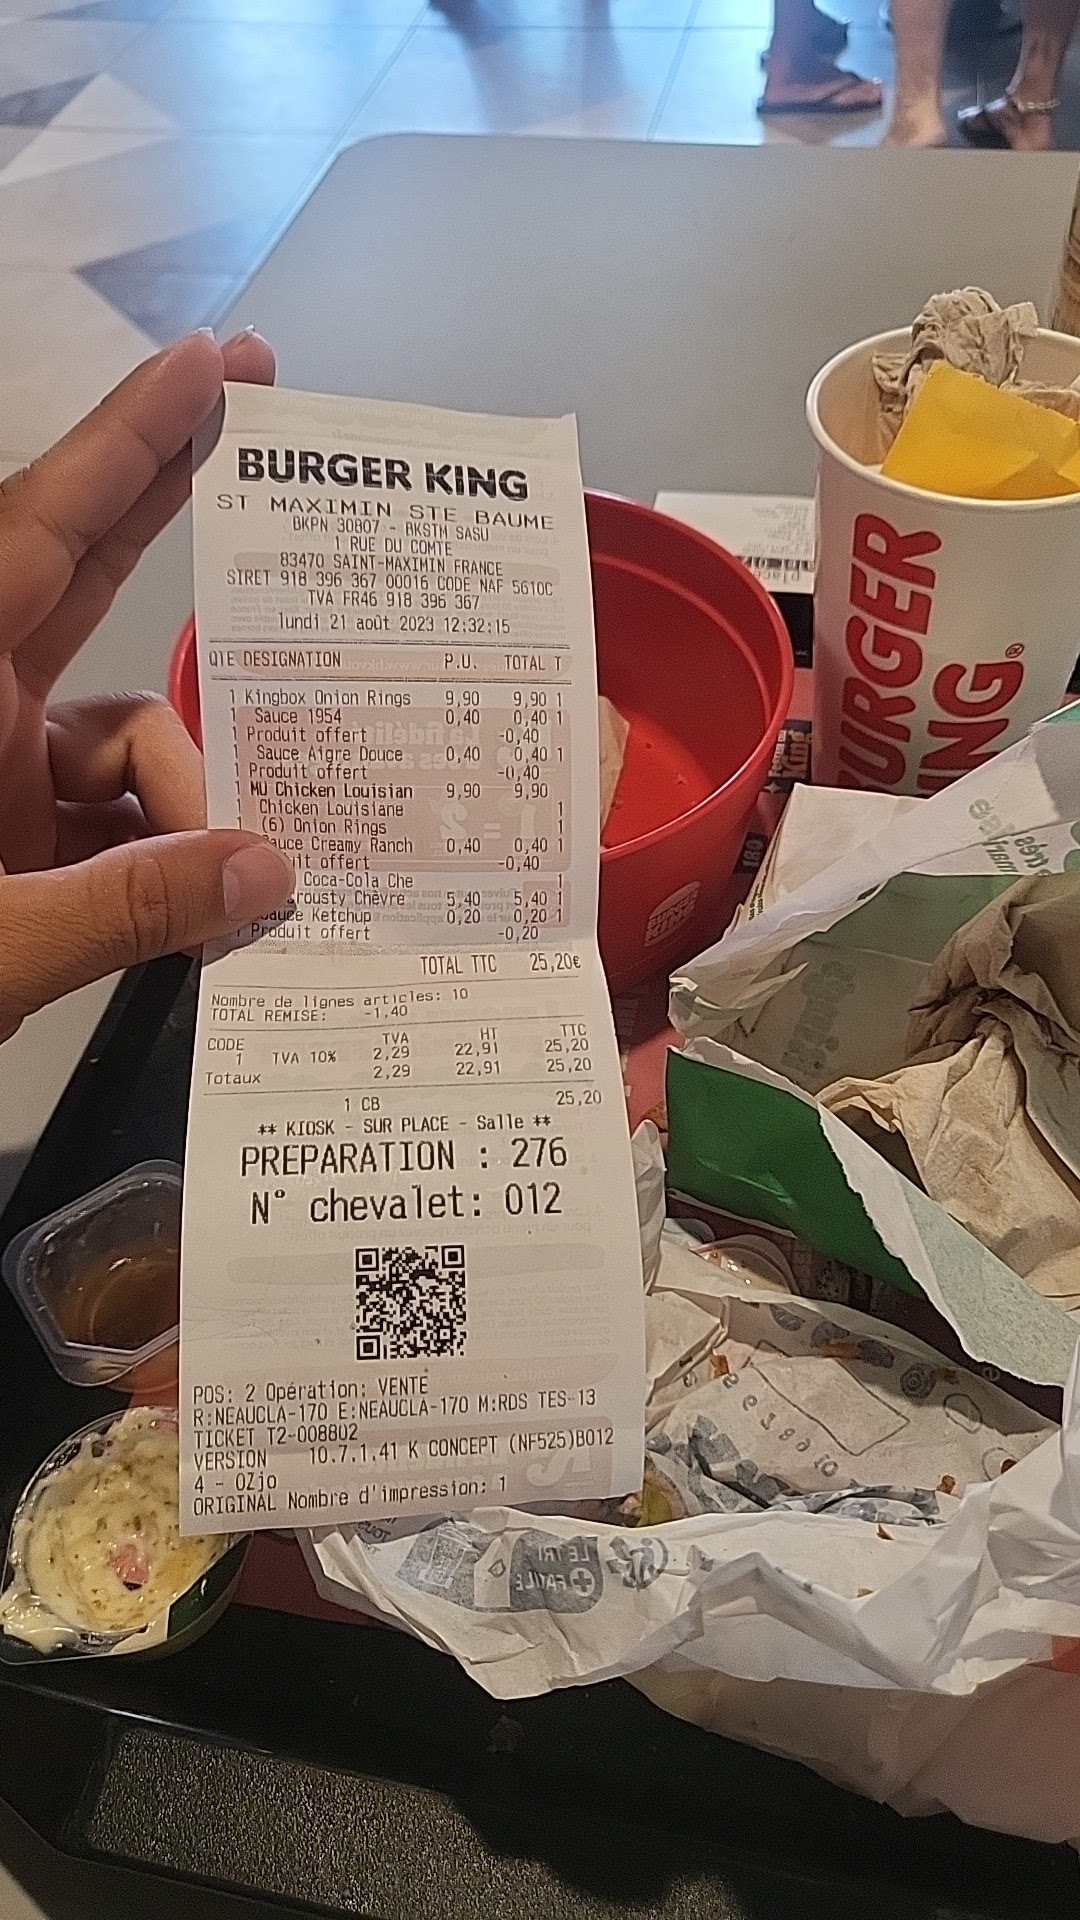 BURGER KING
ST MAXIMIN STE BAUME
BKPN 30807 - BKSTM SASU
1 RUE DU COMTE
83470 SAINT-MAXIMIN FRANCE
SIRET 918 396 367 00016 CODE NAF 5610C
TVA FR46 918 396 367
lundi 21 août 2023 12:32:15
QTE DESIGNATION P.U. TOTAL T
1 Kingbox Onion Rings 9,90 9,90 1
1 Sauce 1954 0,40 0,40 1
1 Produit offert -0,40
1 Sauce Aigre Douce 0,40 0,40 1
1 Produit offert -0,40
1 MU Chicken Louisian 9,90 9,90
1 Chicken Louisiane 1
1 (6) Onion Rings 1
auce Creamy Ranch 0,40 0,40 1
uit offert -0,40
Coca-Cola Che 1
rousty Chèvre 5,40 5,40 1
auce Ketchup 0,20 0,20 1
1 Produit offert -0,20
TOTAL TTC 25,20€
Nombre de lignes articles: 10
TOTAL REMISE: -1,40
CODE TVA HT TTC
1 TVA 10% 2,29 22,91 25,20
Totaux 2,29 22,91 25,20
1 CB 25,20
** KIOSK - SUR PLACE - Salle **
PREPARATION : 276
N° chevalet: 012
POS: 2 Opération: VENTE
R:NEAUCLA-170 E:NEAUCLA-170 M:RDS TES-13
TICKET T2-008802
VERSION 10.7.1.41 K CONCEPT (NF525)B012
4 - OZjo
ORIGINAL Nombre d'impression: 1
BURGER
KING®
BURGER
KING
King
LE TRI
+ FACILE